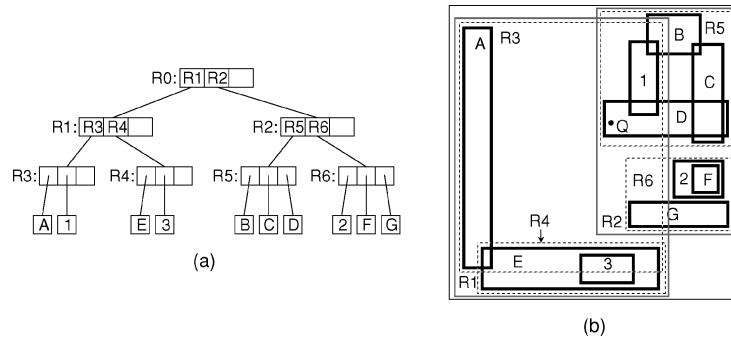 R0: R1 R2
R1: R3 R4
R2: R5 R6
R3: R4: R5: R6:
A 1 E 3 B C D 2 F G
(a)
A R3 B R5
1 C
Q D
R6 2 F
R4 R2 G
E 3
R1
(b)